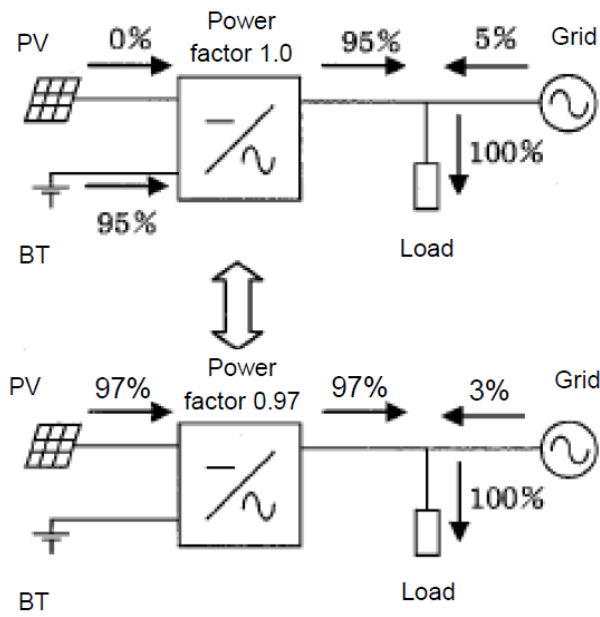 PV 0% Power 95% 5% Grid
factor 1.0
100%
95%
BT
Load
Power
PV 97% factor 0.97 97% 3% Grid
100%
BT
Load